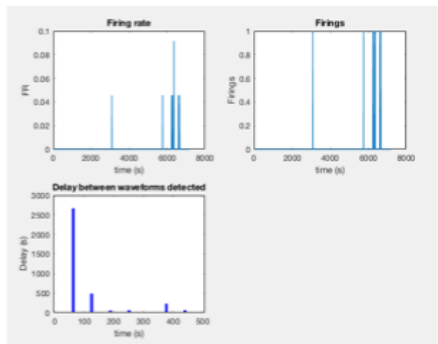 Firing rate
0.1
0.08
0.06
0.04
0.02
0
FR
0 2000 4000 6000 8000
time (s)
Firings
1
0.8
0.6
0.4
0.2
0
Firings
0 2000 4000 6000 8000
time (s)
Delay between waveforms detected
3000
2500
2000
1500
1000
500
0
Delay (s)
0 100 200 300 400 500
time (s)